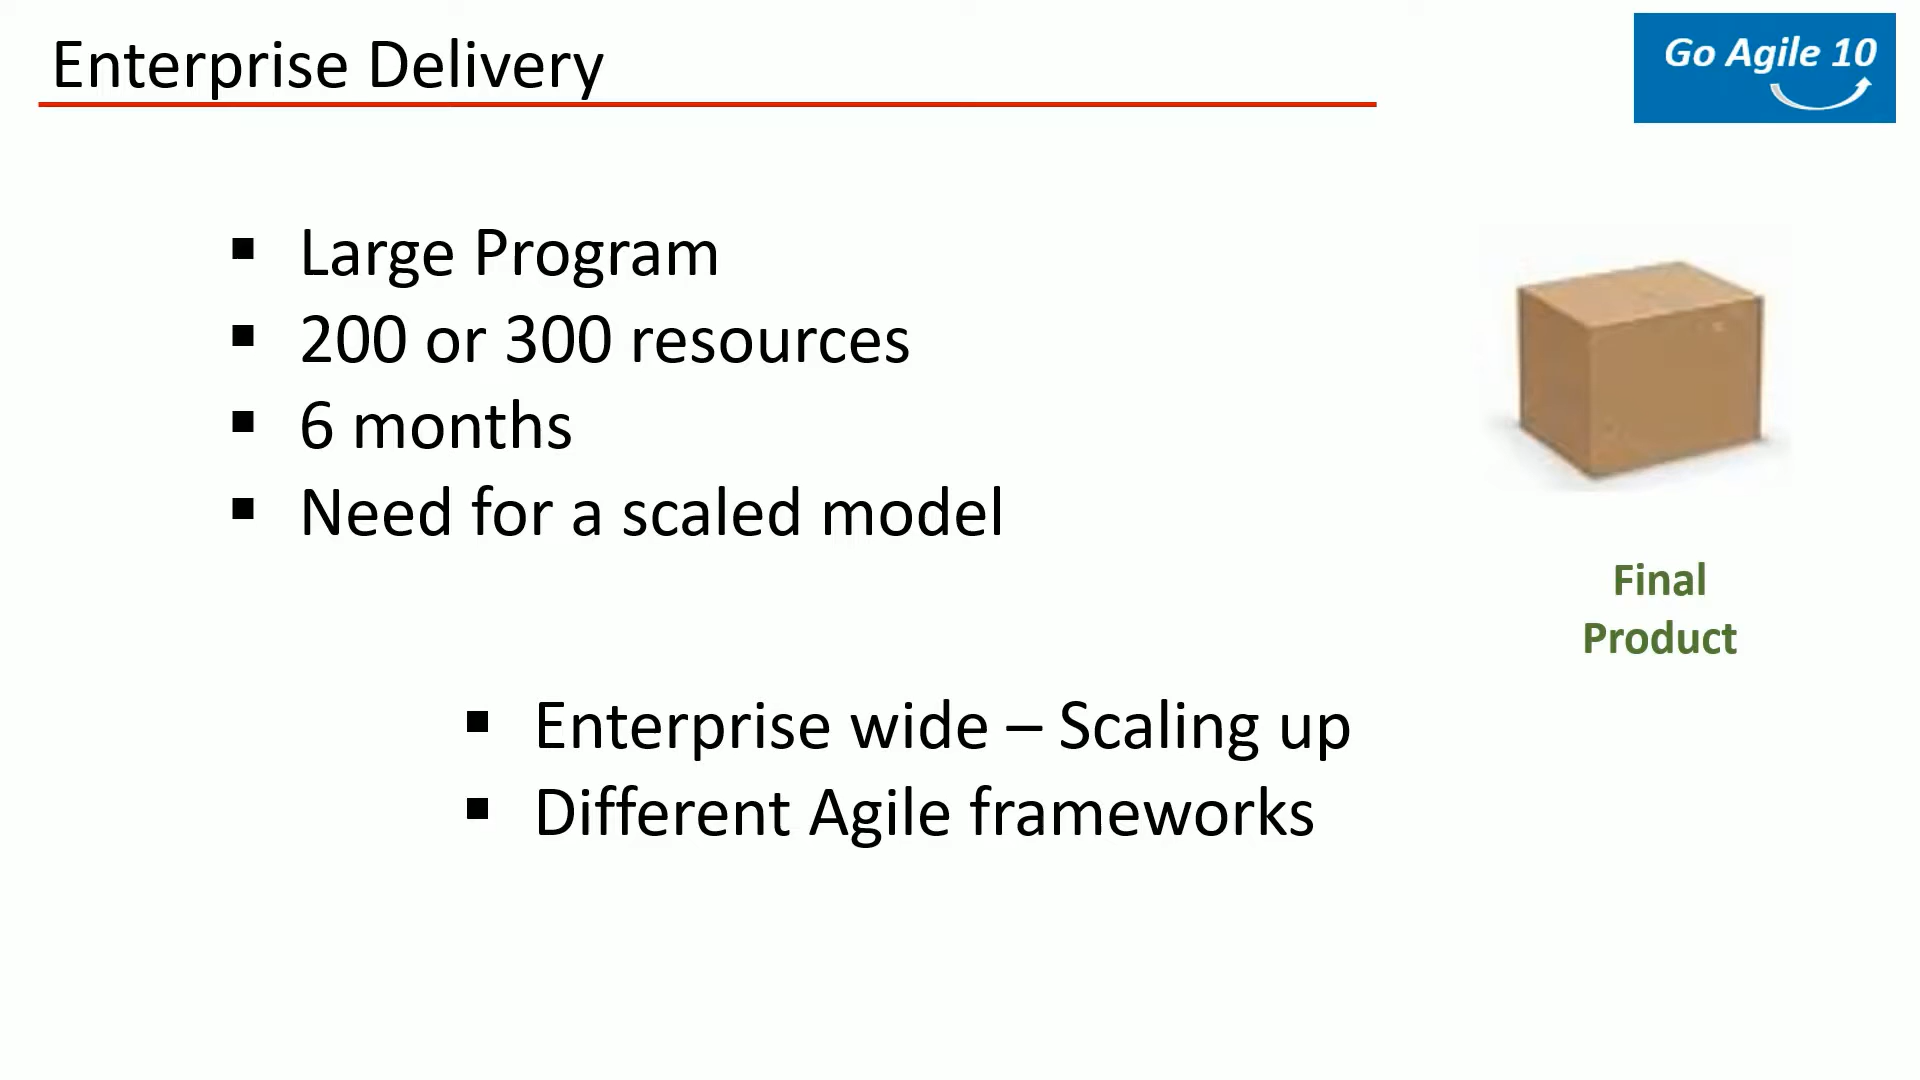 Enterprise Delivery
Go Agile 10
▪ Large Program
▪ 200 or 300 resources
▪ 6 months
▪ Need for a scaled model
Final
Product
▪ Enterprise wide – Scaling up
▪ Different Agile frameworks